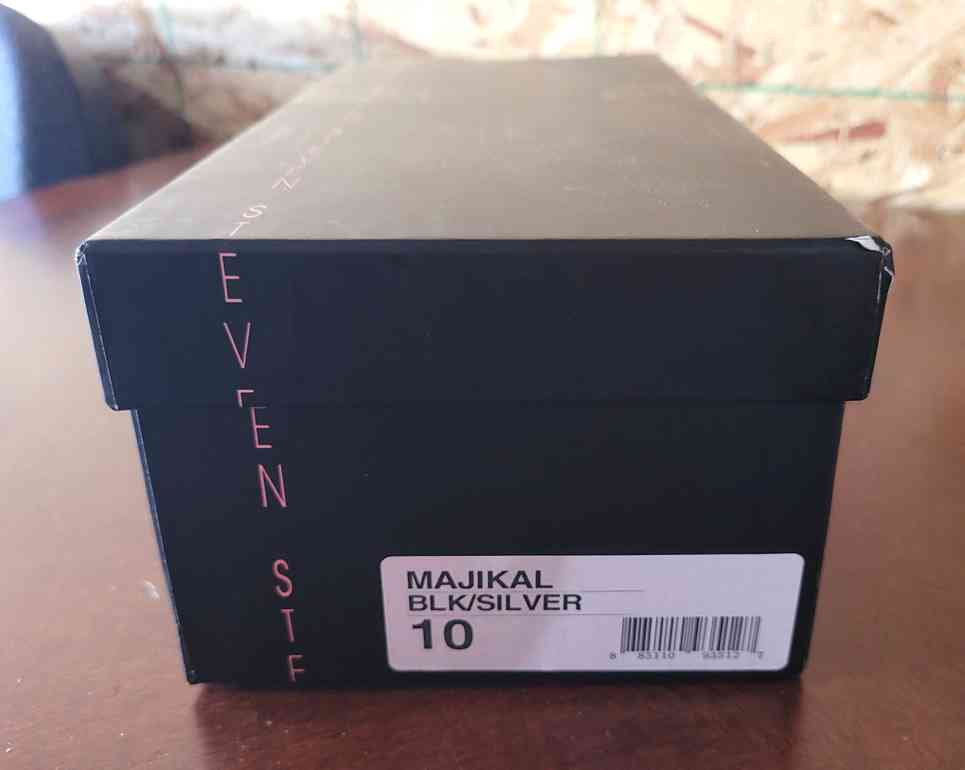 EVEN STE
MAJIKAL
BLK/SILVER
10